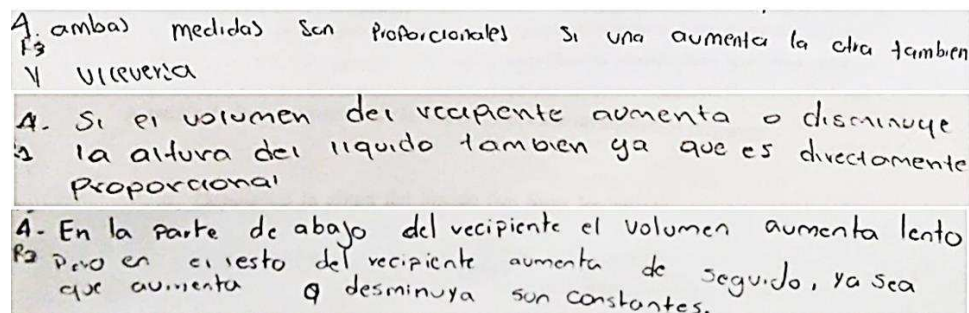 A. ambas medidas son proporcionales si una aumenta la otra tambien
P3
y viceversa
A. Si el volumen del recipiente aumenta o disminuye
la altura del liquido tambien ya que es directamente
proporcional
A. En la parte de abajo del recipiente el volumen aumenta lento
P3 Pero en el resto del recipiente aumenta de seguido, ya sea
que aumenta o desminuya son constantes.